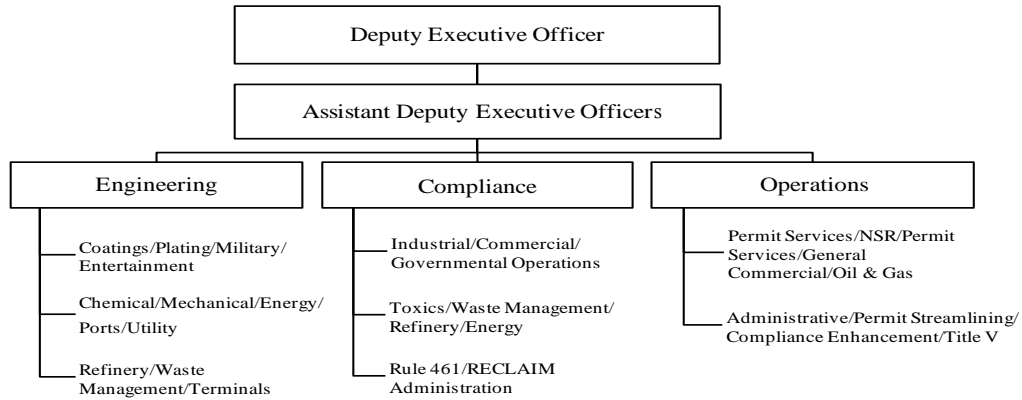 Deputy Executive Officer
Assistant Deputy Executive Officers
Engineering
Coatings/Plating/Military/
Entertainment
Chemical/Mechanical/Energy/
Ports/Utility
Refinery/Waste
Management/Terminals
Compliance
Industrial/Commercial/
Governmental Operations
Toxics/Waste Management/
Refinery/Energy
Rule 461/RECLAIM
Administration
Operations
Permit Services/NSR/Permit
Services/General
Commercial/Oil & Gas
Administrative/Permit Streamlining/
Compliance Enhancement/Title V